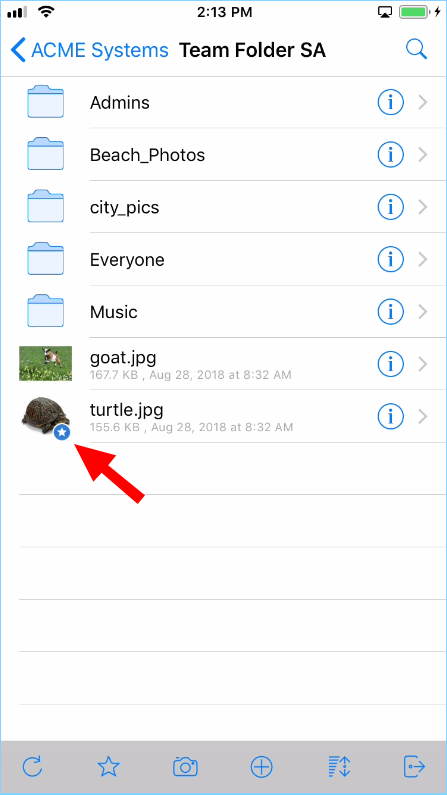 2:13 PM
ACME Systems Team Folder SA
Admins
Beach_Photos
city_pics
Everyone
Music
goat.jpg
167.7 KB , Aug 28, 2018 at 8:32 AM
turtle.jpg
155.6 KB , Aug 28, 2018 at 8:32 AM